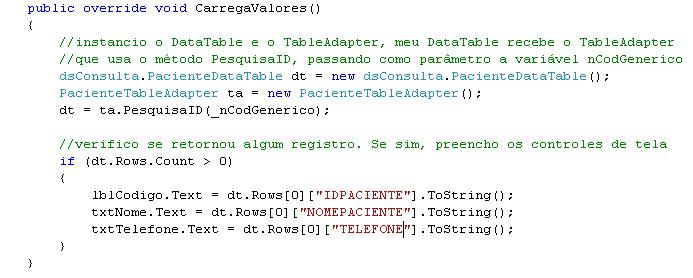 public override void CarregaValores()
{
//instancio o DataTable e o TableAdapter, meu DataTable recebe o TableAdapter
//que usa o método PesquisaID, passando como parâmetro a variável nCodGenerico
dsConsulta.PacienteDataTable dt = new dsConsulta.PacienteDataTable();
PacienteTableAdapter ta = new PacienteTableAdapter();
dt = ta.PesquisaID(_nCodGenerico);
//verifico se retornou algum registro. Se sim, preencho os controles de tela
if (dt.Rows.Count > 0)
{
lblCodigo.Text = dt.Rows[0]["IDPACIENTE"].ToString();
txtNome.Text = dt.Rows[0]["NOMEPACIENTE"].ToString();
txtTelefone.Text = dt.Rows[0]["TELEFONE"].ToString();
}
}